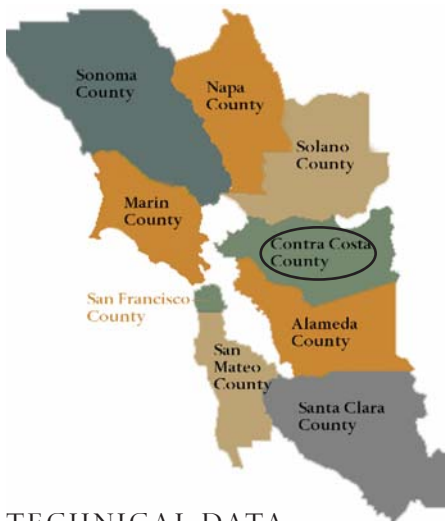 Sonoma
County
Napa
County
Solano
County
Marin
County
Contra Costa
County
San Francisco
County
Alameda
County
San
Mateo
County
Santa Clara
County
TECHNICAL DATA